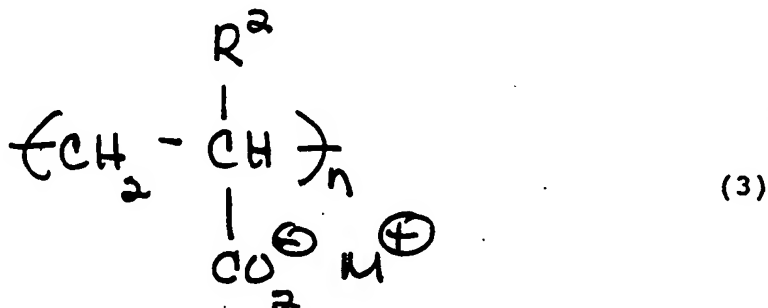 R²
(CH₂ - CH)ₙ (3)
CO₂⊖ M⊕